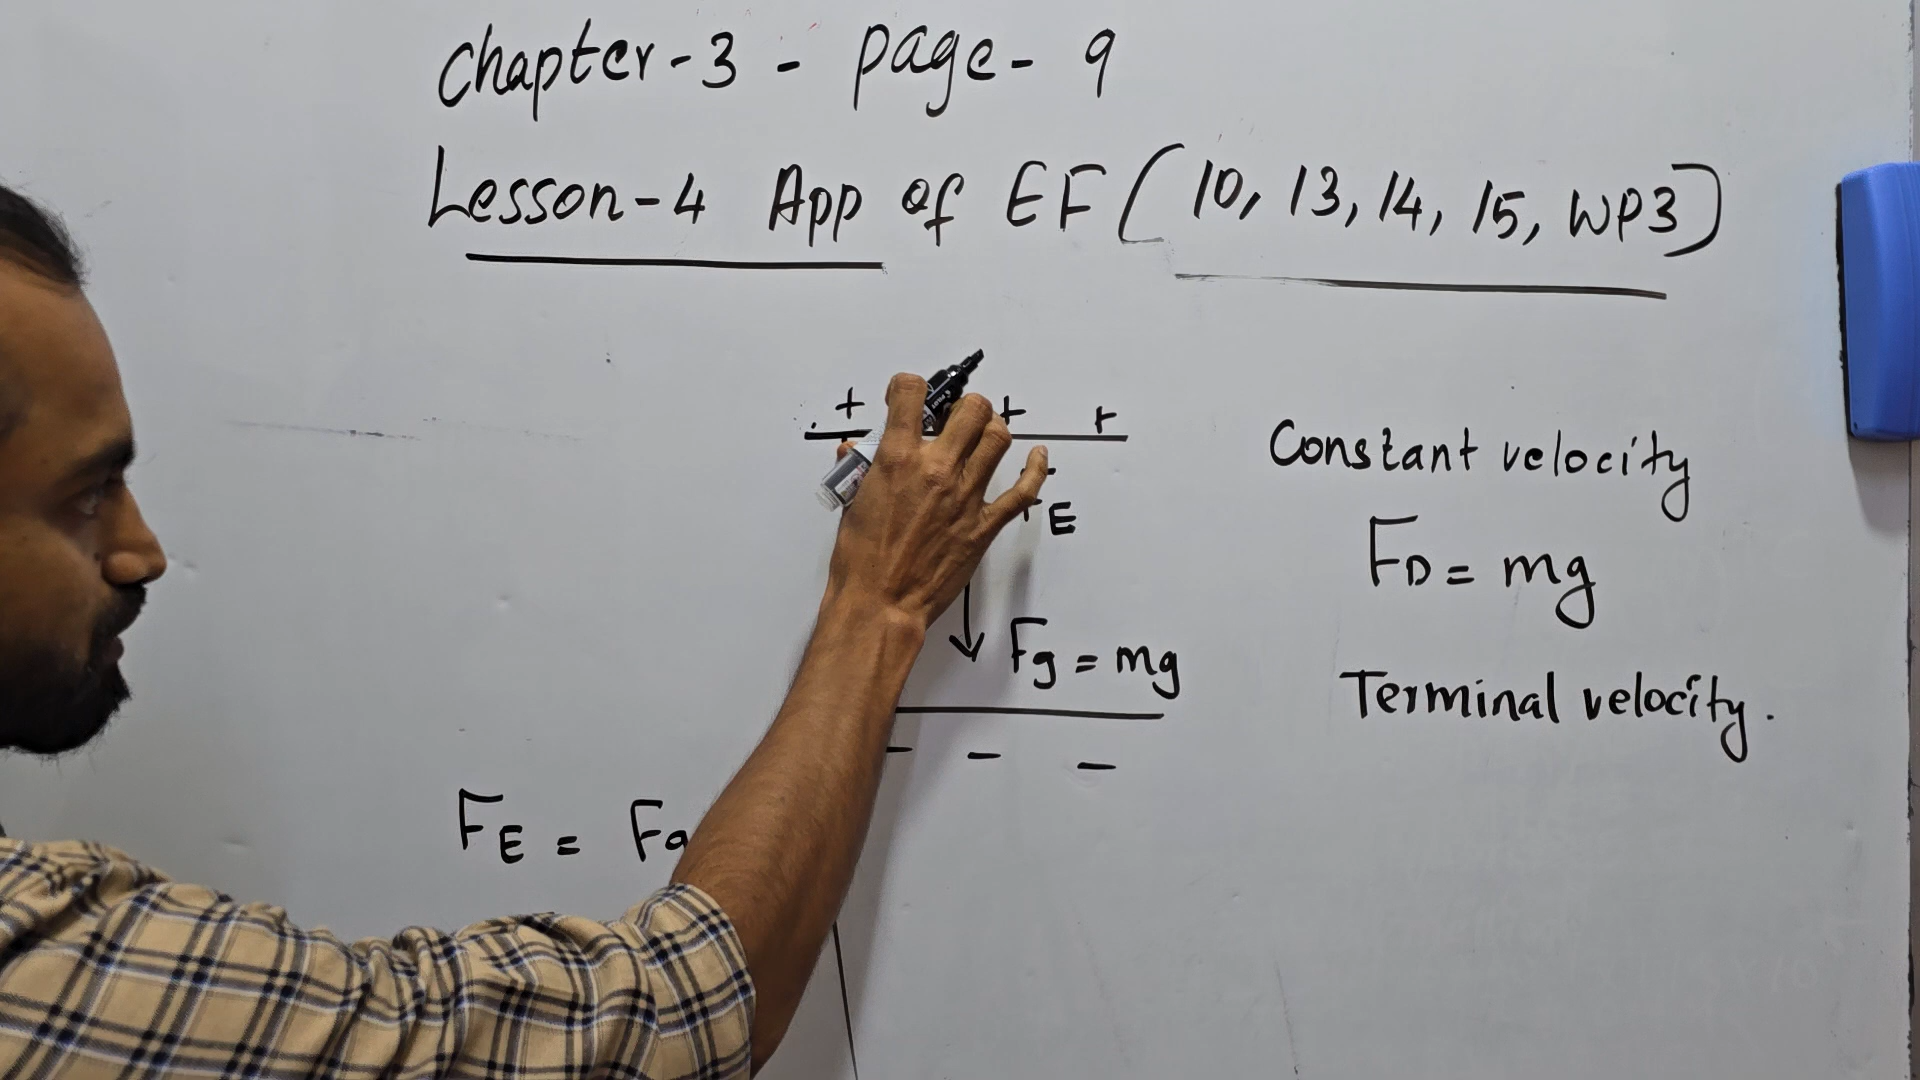 Chapter-3 - page- 9
Lesson-4 App of EF (10, 13, 14, 15, WP3)
+ + +
E
Constant velocity
FD = mg
Fg = mg
Terminal velocity.
- - -
FE = Fg